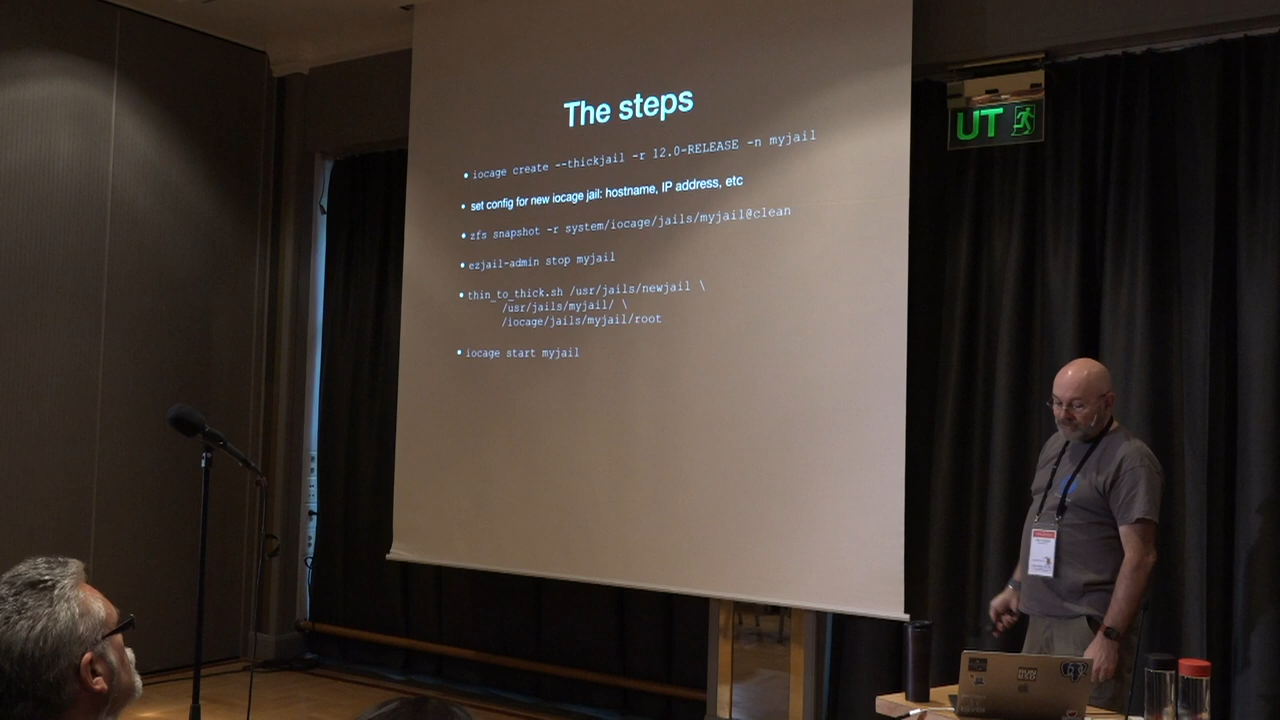 The steps
• iocage create --thickjail -r 12.0-RELEASE -n myjail
• set config for new iocage jail: hostname, IP address, etc
• zfs snapshot -r system/iocage/jails/myjail@clean
• ezjail-admin stop myjail
• thin_to_thick.sh /usr/jails/newjail \
/usr/jails/myjail/ \
/iocage/jails/myjail/root
• iocage start myjail
UT
RUN
BSD